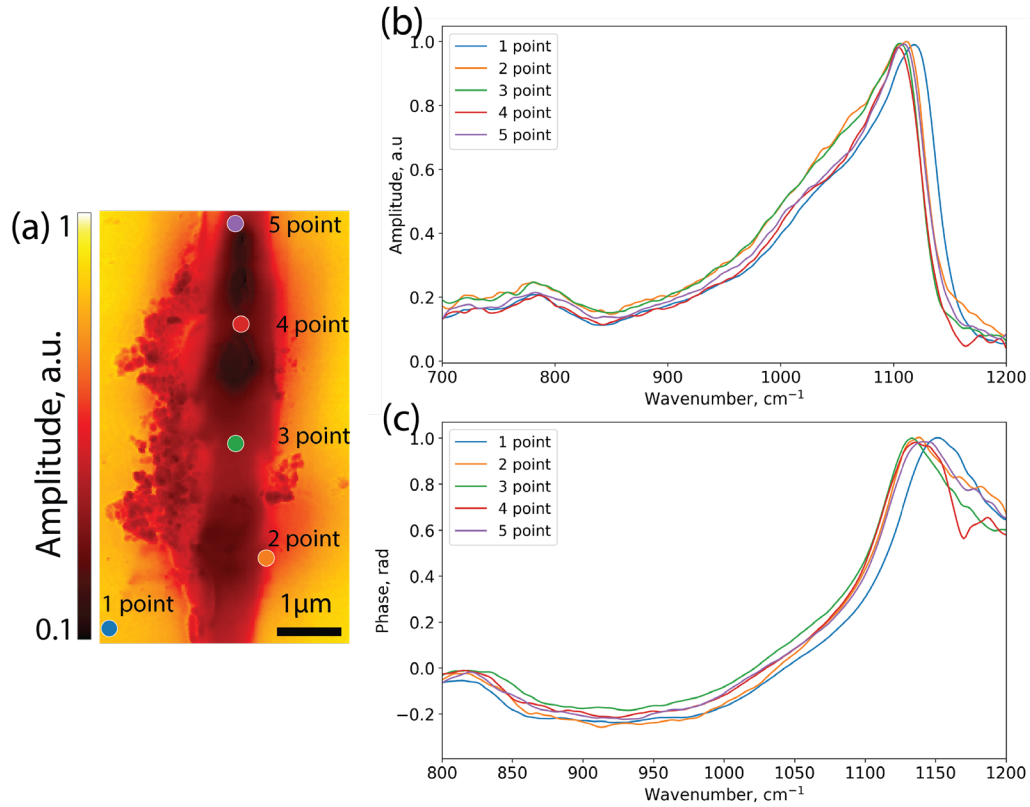 (a)
1
Amplitude, a.u.
0.1
5 point
4 point
3 point
2 point
1 point
1μm
(b)
1 point
2 point
3 point
4 point
5 point
Amplitude, a.u
1.0
0.8
0.6
0.4
0.2
0.0
700 800 900 1000 1100 1200
Wavenumber, cm⁻¹
(c)
1 point
2 point
3 point
4 point
5 point
Phase, rad
1.0
0.8
0.6
0.4
0.2
0.0
−0.2
800 850 900 950 1000 1050 1100 1150 1200
Wavenumber, cm⁻¹